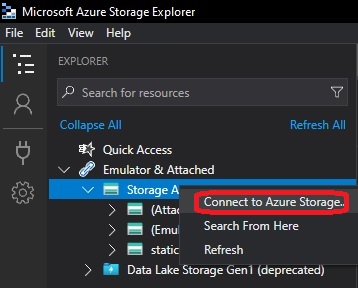 Microsoft Azure Storage Explorer
File Edit View Help
EXPLORER
Search for resources
Collapse All Refresh All
Quick Access
Emulator & Attached
Storage A
Connect to Azure Storage...
(Attac
Search From Here
(Emu
Refresh
static
Data Lake Storage Gen1 (deprecated)